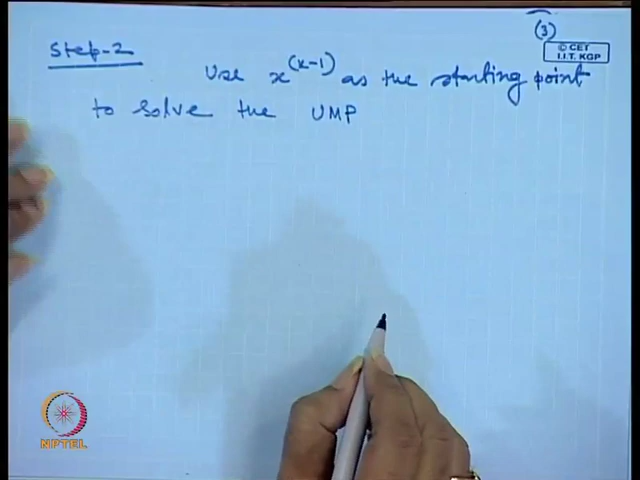 (3)
© CET
I.I.T. KGP
Step-2
Use x^(k-1) as the starting point
to solve the UMP
NPTEL